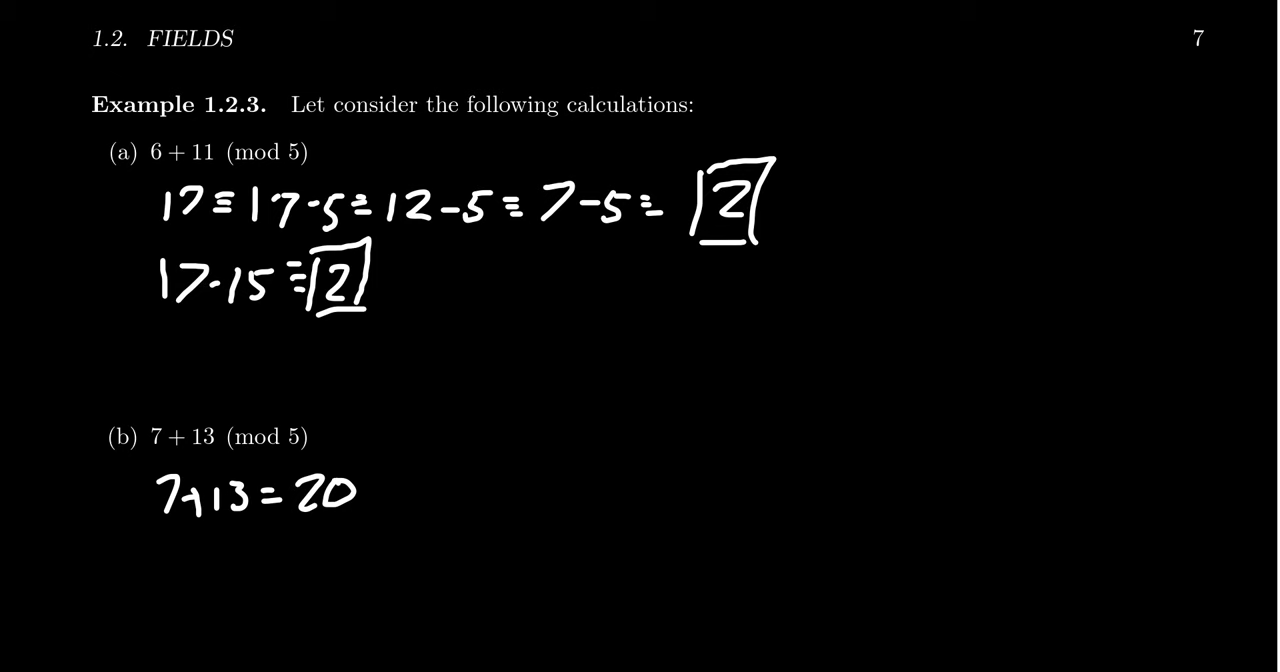 1.2. FIELDS 7
Example 1.2.3. Let consider the following calculations:
(a) 6 + 11 (mod 5)
17 ≡ 17 - 5 ≡ 12 - 5 ≡ 7 - 5 ≡ 2
17 - 15 ≡ 2
(b) 7 + 13 (mod 5)
7 + 13 = 20